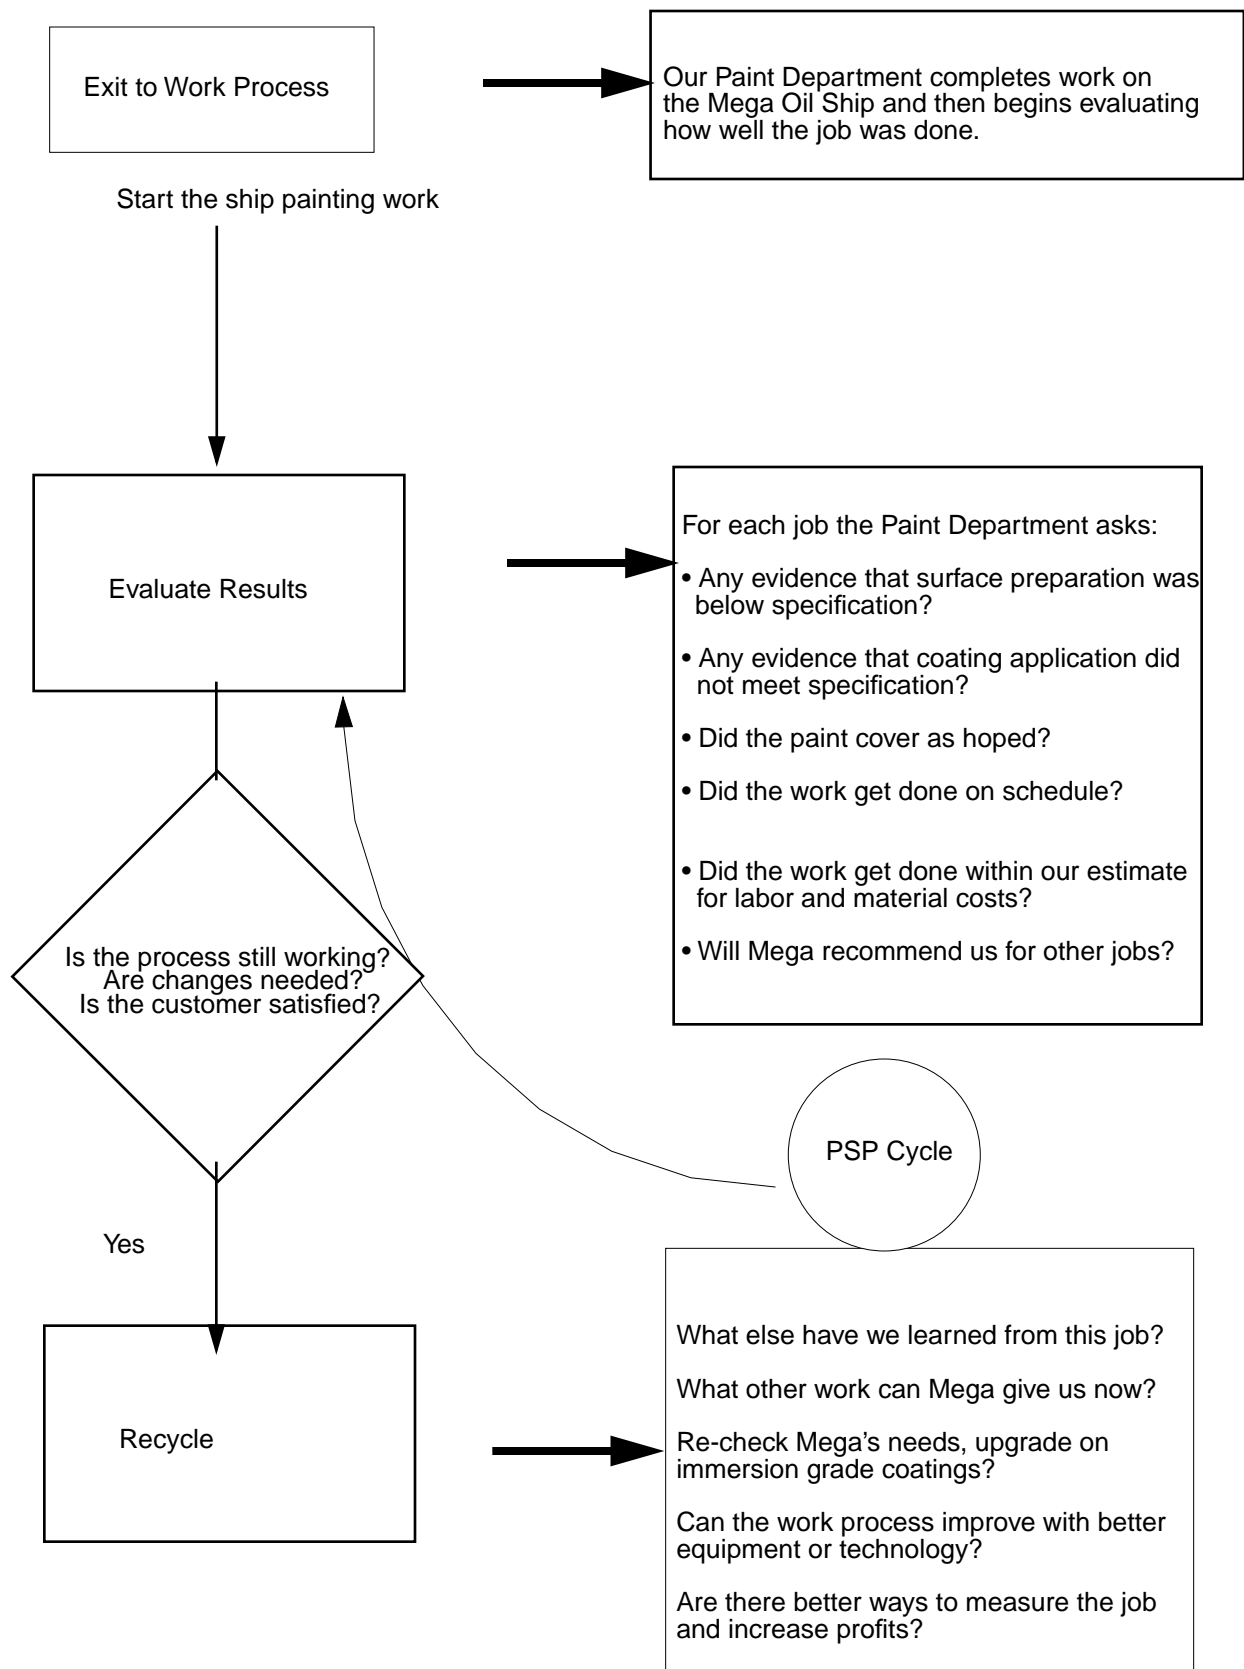 Exit to Work Process
Our Paint Department completes work on
the Mega Oil Ship and then begins evaluating
how well the job was done.
Start the ship painting work
Evaluate Results
For each job the Paint Department asks:
• Any evidence that surface preparation was
below specification?
• Any evidence that coating application did
not meet specification?
• Did the paint cover as hoped?
• Did the work get done on schedule?
• Did the work get done within our estimate
for labor and material costs?
• Will Mega recommend us for other jobs?
Is the process still working?
Are changes needed?
Is the customer satisfied?
PSP Cycle
Yes
Recycle
What else have we learned from this job?
What other work can Mega give us now?
Re-check Mega’s needs, upgrade on
immersion grade coatings?
Can the work process improve with better
equipment or technology?
Are there better ways to measure the job
and increase profits?